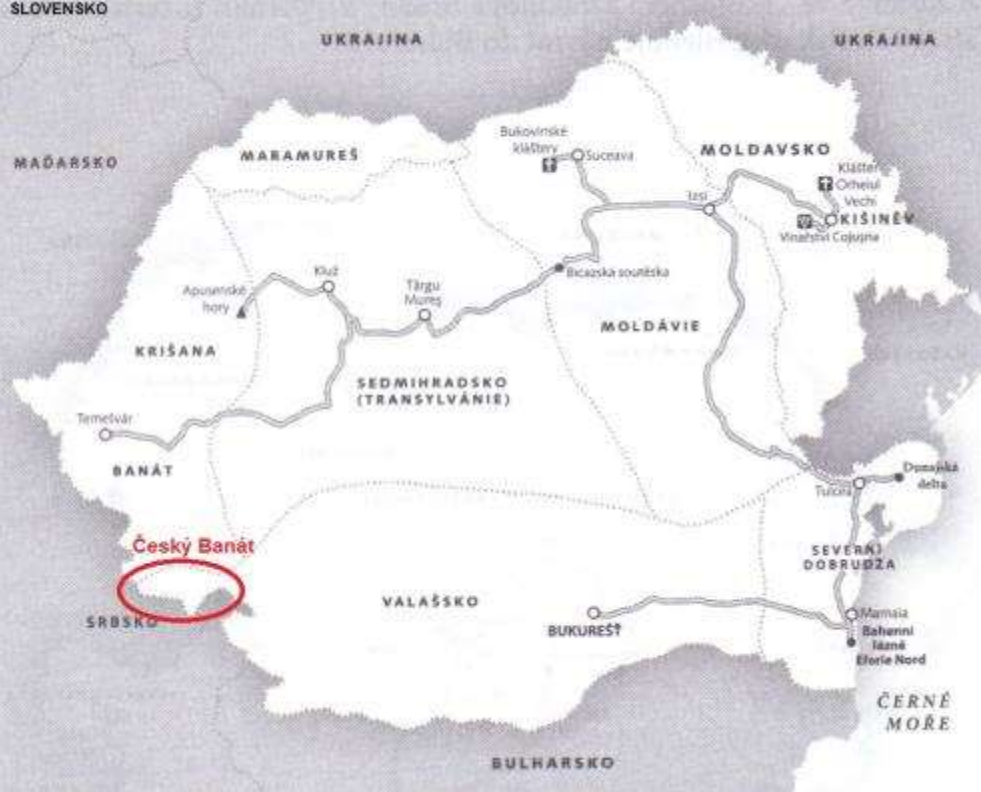 SLOVENSKO
UKRAJINA
UKRAJINA
MAĎARSKO
MARAMUREŠ
Bukovinské
kláštery
Suceava
MOLDAVSKO
Klášter
Orheiul
Vechi
KIŠINĚV
Vinařství Cojuşna
Iasi
Bicazská soutěska
Kluž
Apusenské
hory
Târgu
Mureş
KRIŠANA
MOLDÁVIE
SEDMIHRADSKO
(TRANSYLVÁNIE)
Temešvár
BANÁT
Dunajská
delta
Tulcea
Český Banát
SEVERNÍ
DOBRUDŽA
SRBSKO
VALAŠSKO
BUKUREŠŤ
Mamaia
Bahenní
lázně
Eforie Nord
ČERNÉ
MOŘE
BULHARSKO